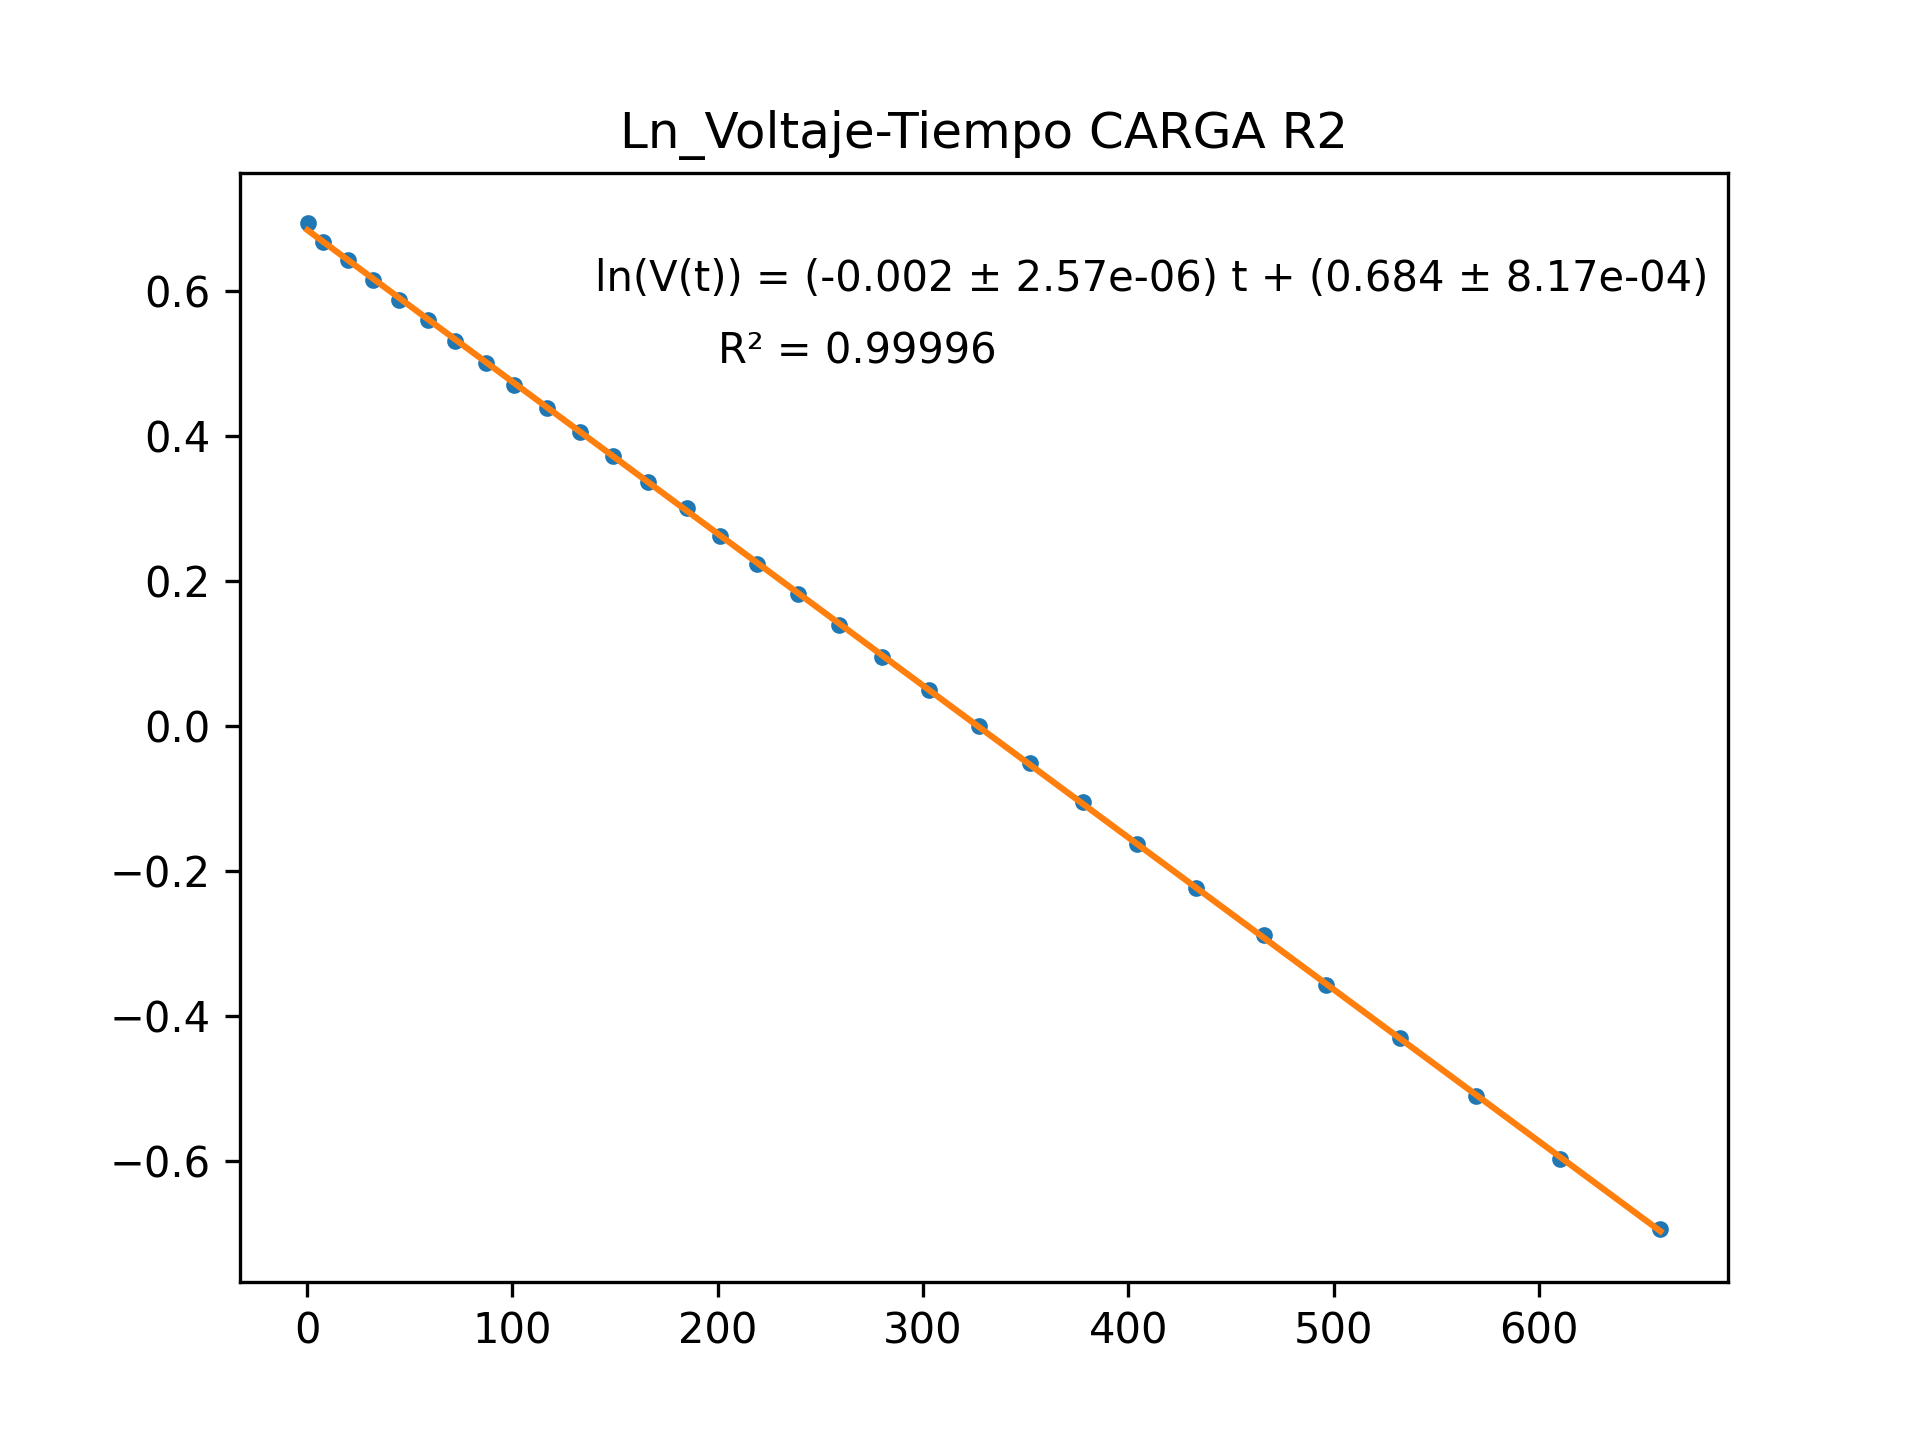 Ln_Voltaje-Tiempo CARGA R2
ln(V(t)) = (-0.002 ± 2.57e-06) t + (0.684 ± 8.17e-04)
R² = 0.99996
0.6
0.4
0.2
0.0
−0.2
−0.4
−0.6
0 100 200 300 400 500 600